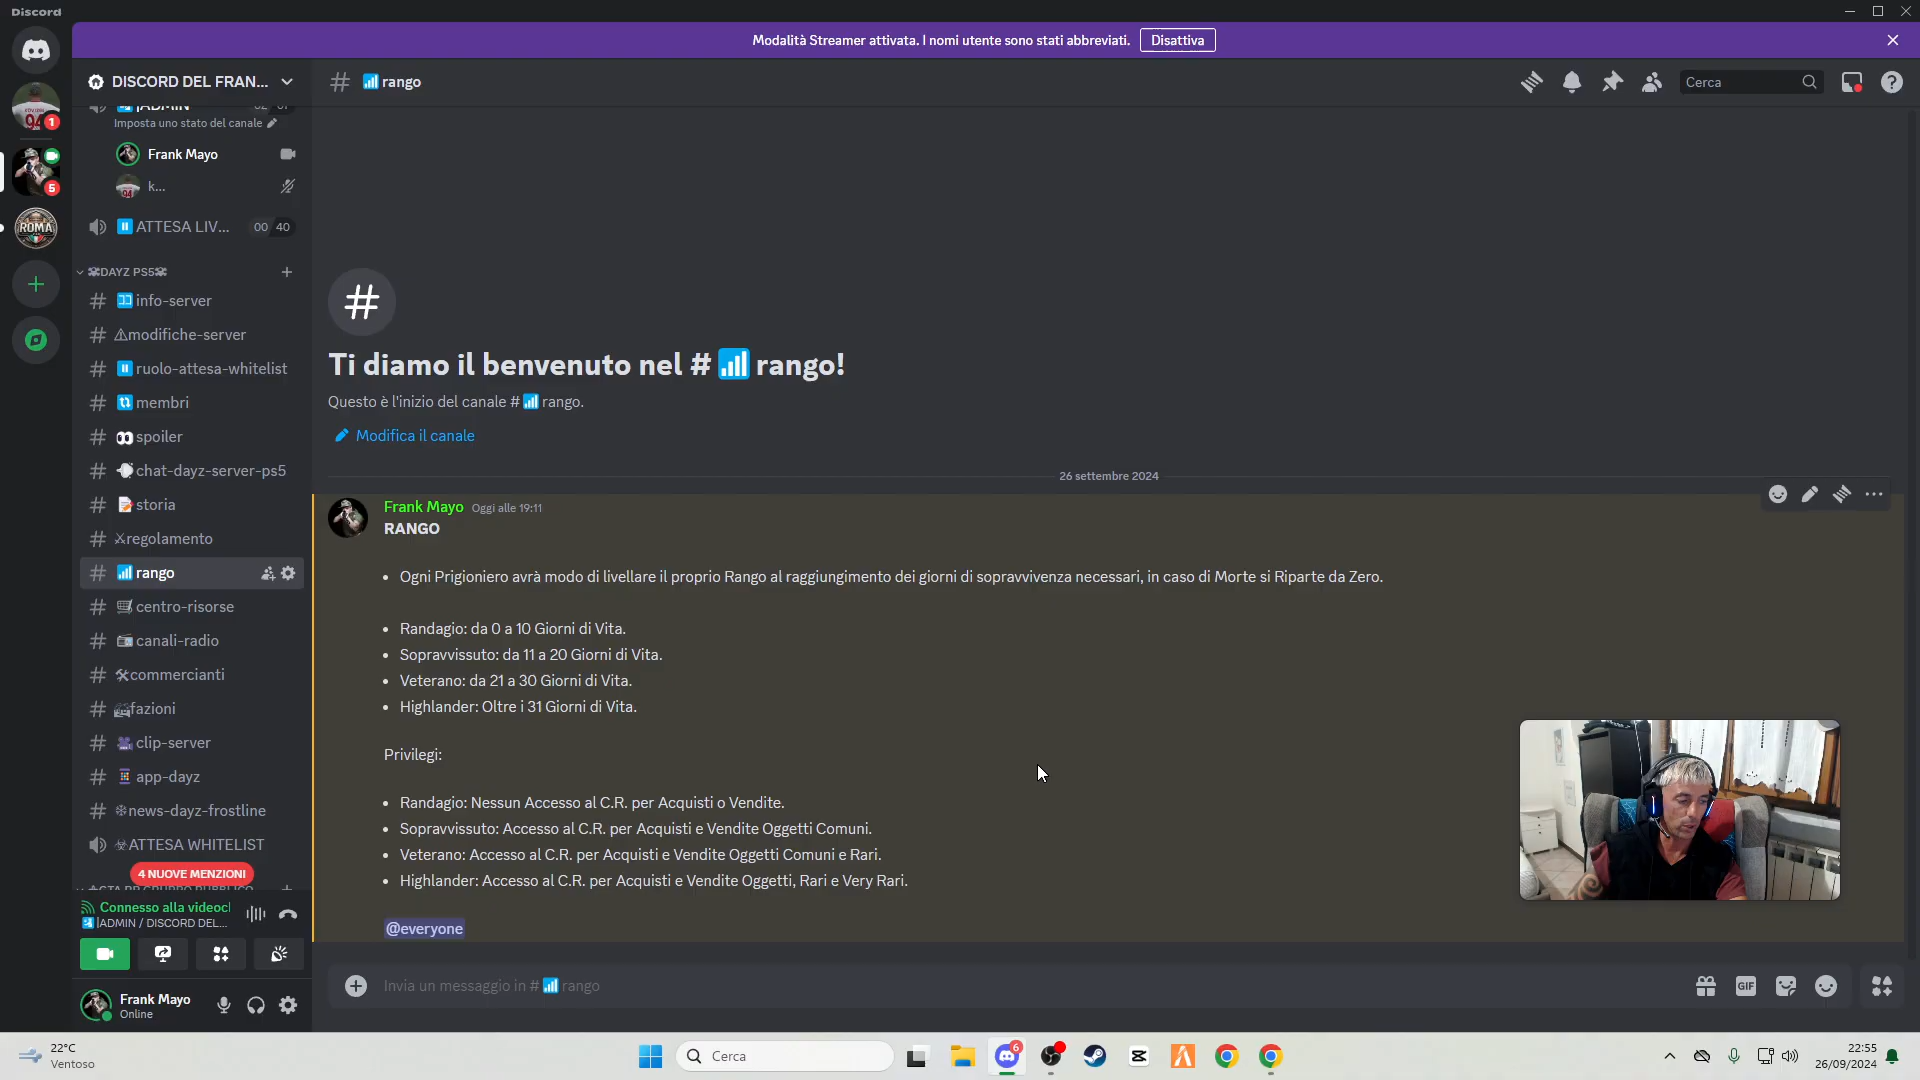 Discord
Modalità Streamer attivata. I nomi utente sono stati abbreviati. Disattiva
DISCORD DEL FRAN...
rango
Cerca
Imposta uno stato del canale
Frank Mayo
k...
ATTESA LIV... 00 40
DAYZ PS5
info-server
modifiche-server
ruolo-attesa-whitelist
membri
spoiler
chat-dayz-server-ps5
storia
regolamento
rango
centro-risorse
canali-radio
commercianti
fazioni
clip-server
app-dayz
news-dayz-frostline
ATTESA WHITELIST
4 NUOVE MENZIONI
Connesso alla videoc
|ADMIN / DISCORD DEL...
Frank Mayo
Online
1
5
ROMA
Ti diamo il benvenuto nel # rango!
Questo è l'inizio del canale # rango.
Modifica il canale
26 settembre 2024
Frank Mayo Oggi alle 19:11
RANGO
• Ogni Prigioniero avrà modo di livellare il proprio Rango al raggiungimento dei giorni di sopravvivenza necessari, in caso di Morte si Riparte da Zero.
• Randagio: da 0 a 10 Giorni di Vita.
• Sopravvissuto: da 11 a 20 Giorni di Vita.
• Veterano: da 21 a 30 Giorni di Vita.
• Highlander: Oltre i 31 Giorni di Vita.
Privilegi:
• Randagio: Nessun Accesso al C.R. per Acquisti o Vendite.
• Sopravvissuto: Accesso al C.R. per Acquisti e Vendite Oggetti Comuni.
• Veterano: Accesso al C.R. per Acquisti e Vendite Oggetti Comuni e Rari.
• Highlander: Accesso al C.R. per Acquisti e Vendite Oggetti, Rari e Very Rari.
@everyone
Invia un messaggio in # rango
GIF
22°C
Ventoso
Cerca
6
22:55
26/09/2024